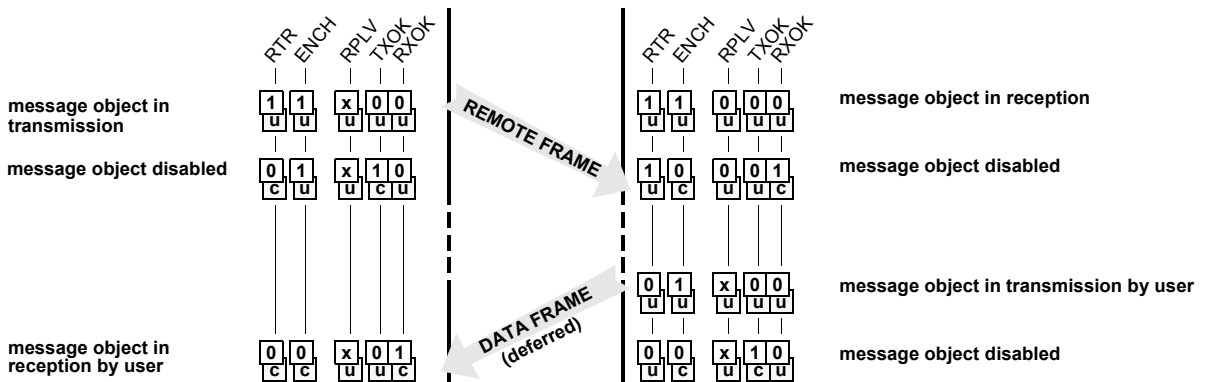 RTR ENCH RPLV TXOK RXOK RTR ENCH RPLV TXOK RXOK
message object in
transmission
1 1 x 0 0
u u u u u
REMOTE FRAME
1 1 0 0 0
u u u u u
message object in reception
message object disabled
0 1 x 1 0
c u u c u
1 0 0 0 1
u c u u c
message object disabled
0 1 x 0 0
u u u u u
message object in transmission by user
DATA FRAME
(deferred)
message object in
reception by user
0 0 x 0 1
c c u u c
0 0 x 1 0
u c u c u
message object disabled